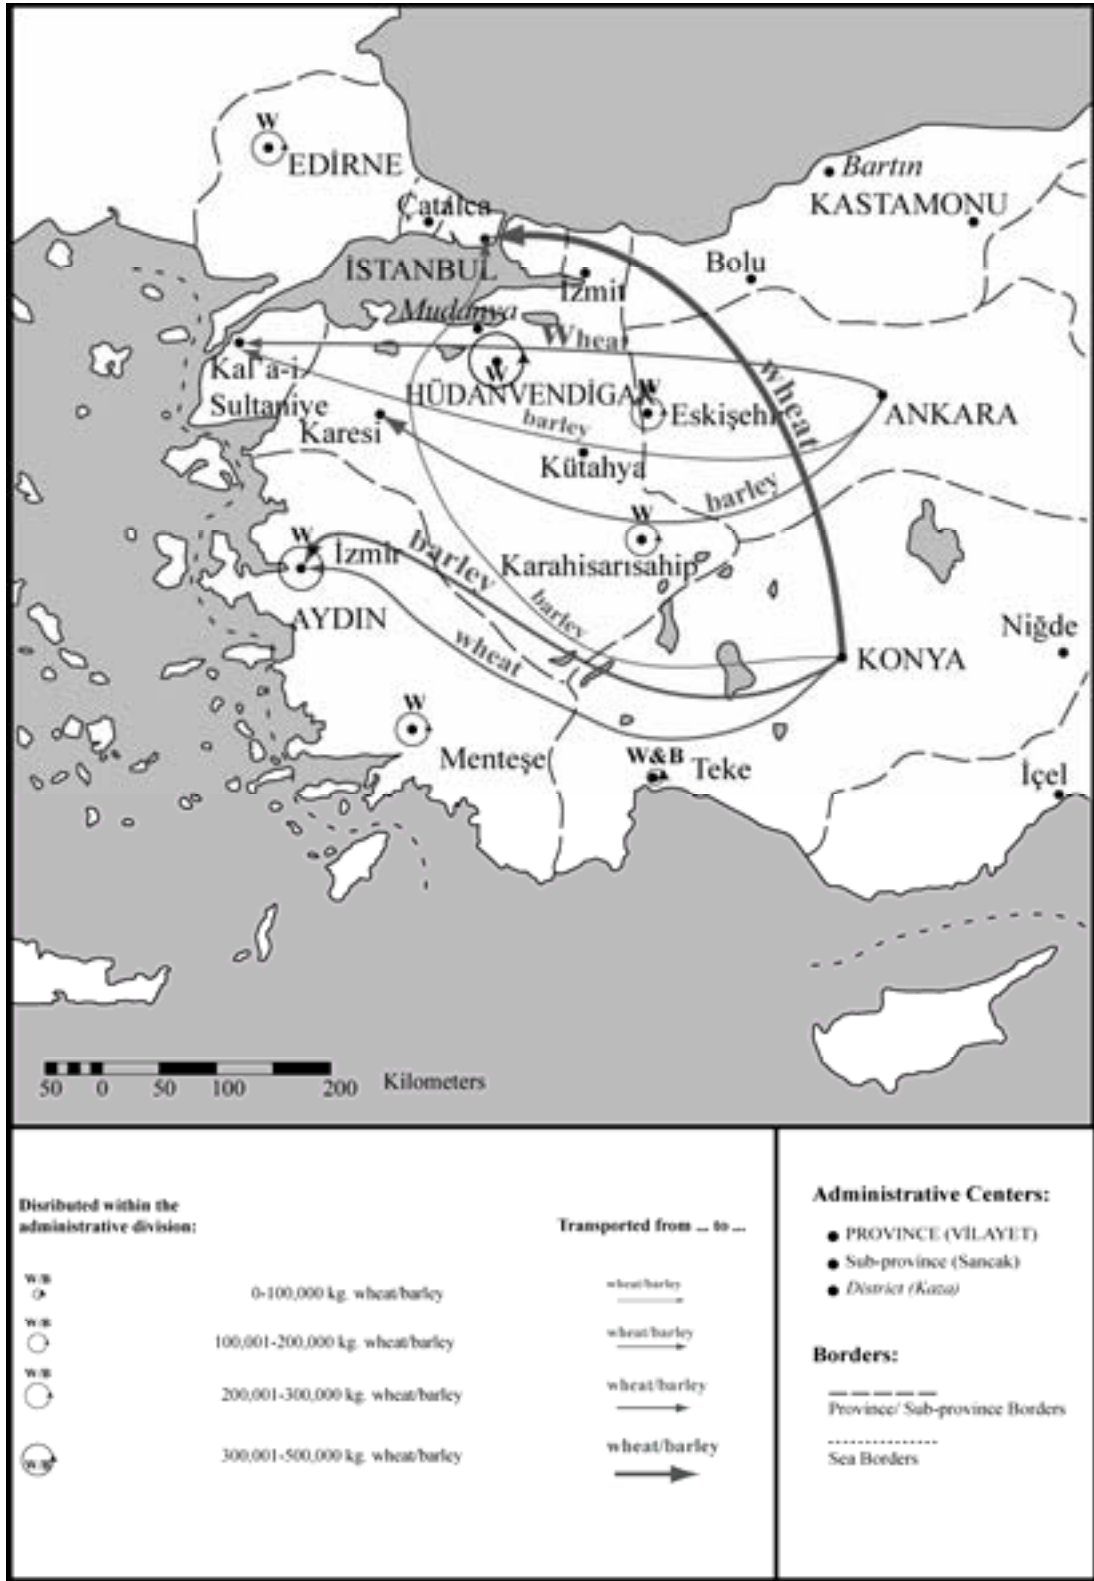 W
EDİRNE
Bartın
KASTAMONU
Çatalca
İSTANBUL
İzmit
Bolu
Mudanya
Wheat
Kal'a-i
Sultaniye
W
HÜDANVENDİGAR
W
Eskişehir
wheat
ANKARA
Karesi
barley
Kütahya
barley
W
Karahisarısahip
W
İzmir
barley
AYDIN
barley
wheat
Niğde
KONYA
W
Menteşe
W&B
Teke
İçel
50 0 50 100 200 Kilometers
Disributed within the
administrative division:
Transported from ... to ...
W/B
0-100,000 kg. wheat/barley
wheat/barley
W/B
100,001-200,000 kg. wheat/barley
wheat/barley
W/B
200,001-300,000 kg. wheat/barley
wheat/barley
W/B
300,001-500,000 kg. wheat/barley
wheat/barley
Administrative Centers:
PROVINCE (VİLAYET)
Sub-province (Sancak)
District (Kaza)
Borders:
Province/ Sub-province Borders
Sea Borders